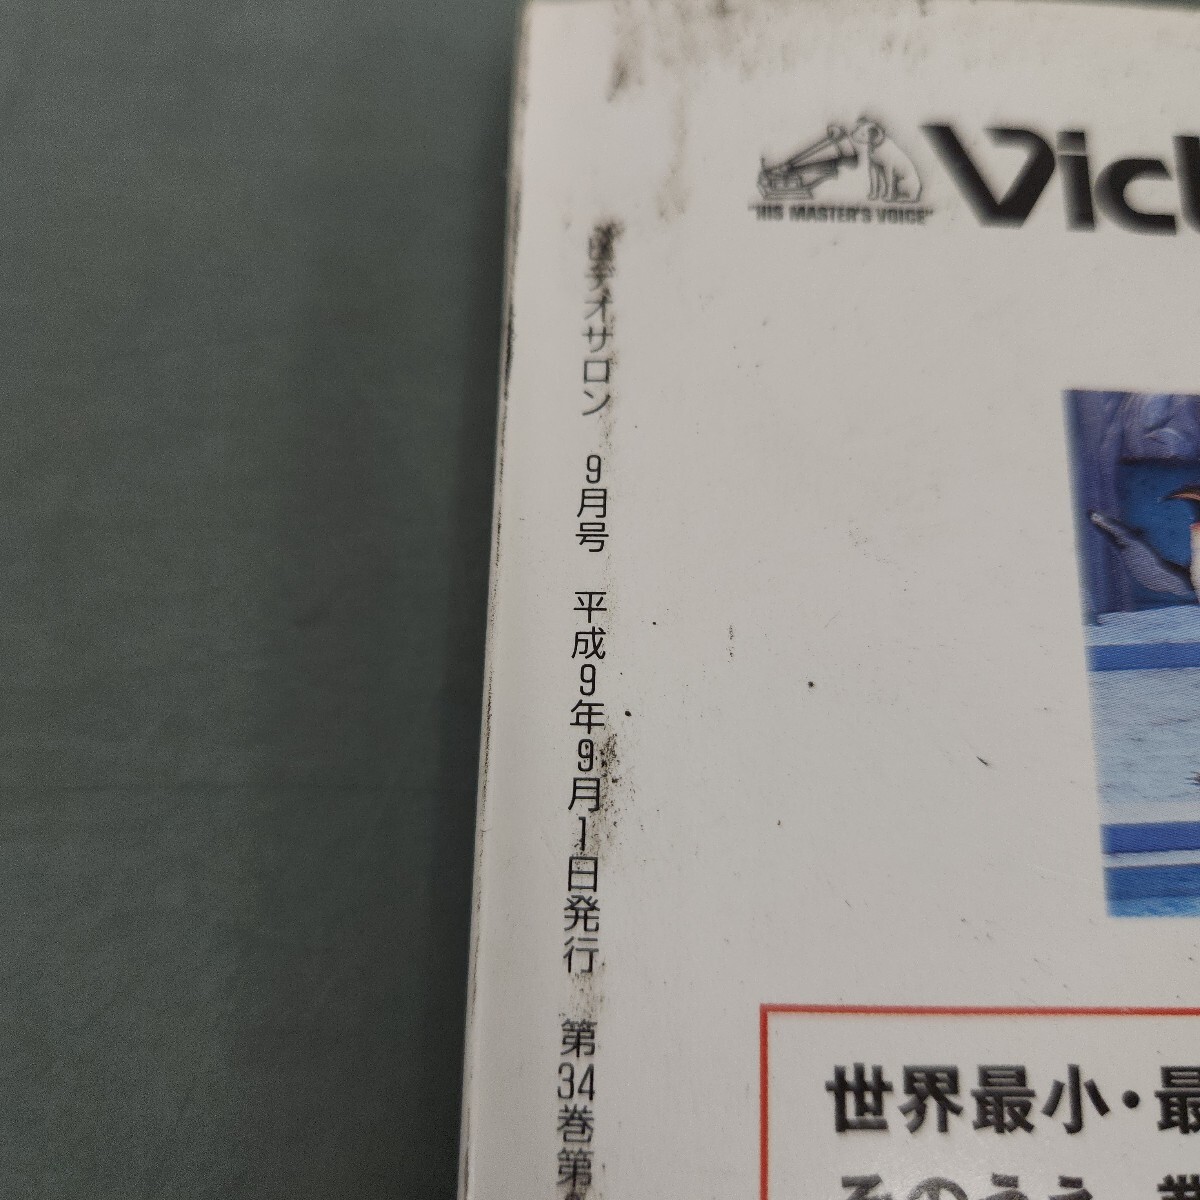 "HIS MASTER'S VOICE"
デオサロン 9月号 平成9年9月1日発行 第34巻第
世界最小・最